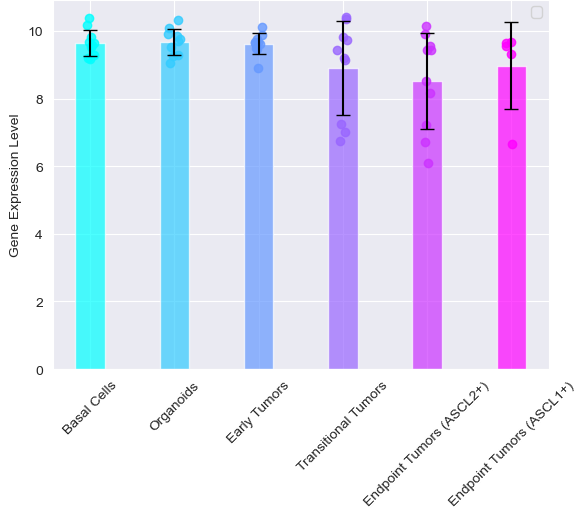 Gene Expression Level
10
8
6
4
2
0
Basal Cells
Organoids
Early Tumors
Transitional Tumors
Endpoint Tumors (ASCL2+)
Endpoint Tumors (ASCL1+)